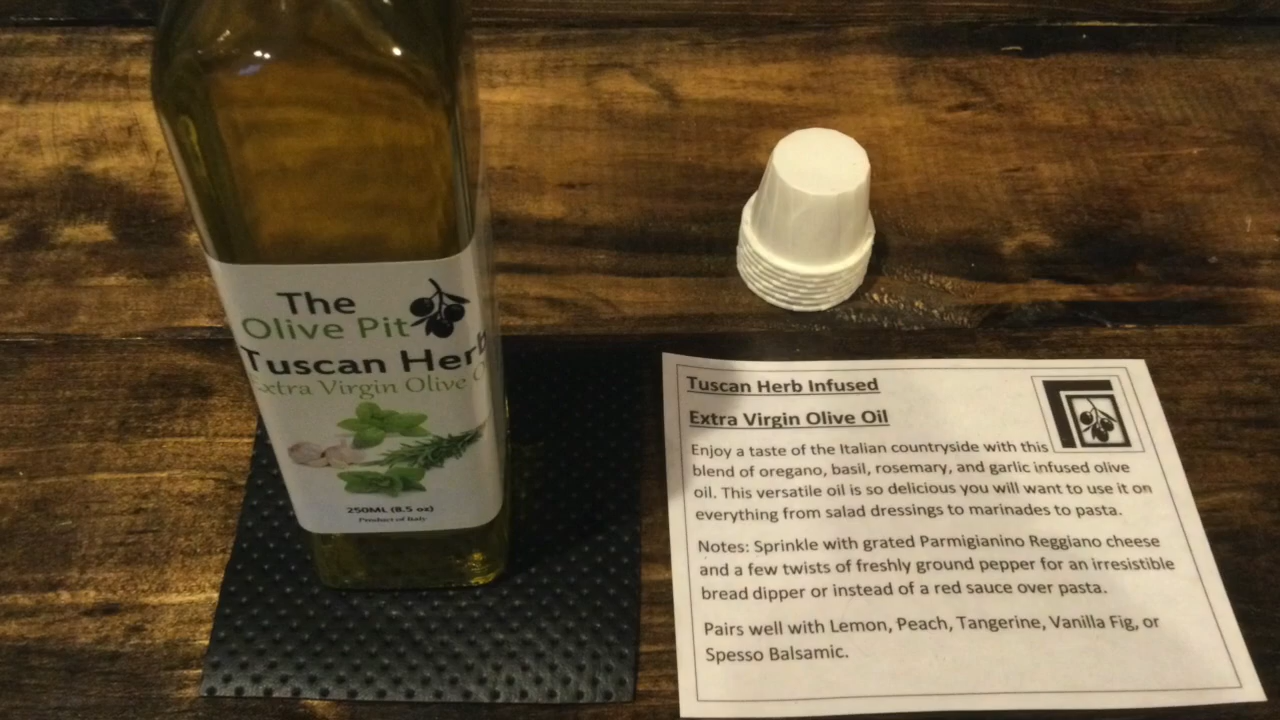 The
Olive Pit
Tuscan Herb
Extra Virgin Olive
250ML (8.5 oz)
Product of Italy
Tuscan Herb Infused
Extra Virgin Olive Oil
Enjoy a taste of the Italian countryside with this
blend of oregano, basil, rosemary, and garlic infused olive
oil. This versatile oil is so delicious you will want to use it on
everything from salad dressings to marinades to pasta.
Notes: Sprinkle with grated Parmigianino Reggiano cheese
and a few twists of freshly ground pepper for an irresistible
bread dipper or instead of a red sauce over pasta.
Pairs well with Lemon, Peach, Tangerine, Vanilla Fig, or
Spesso Balsamic.